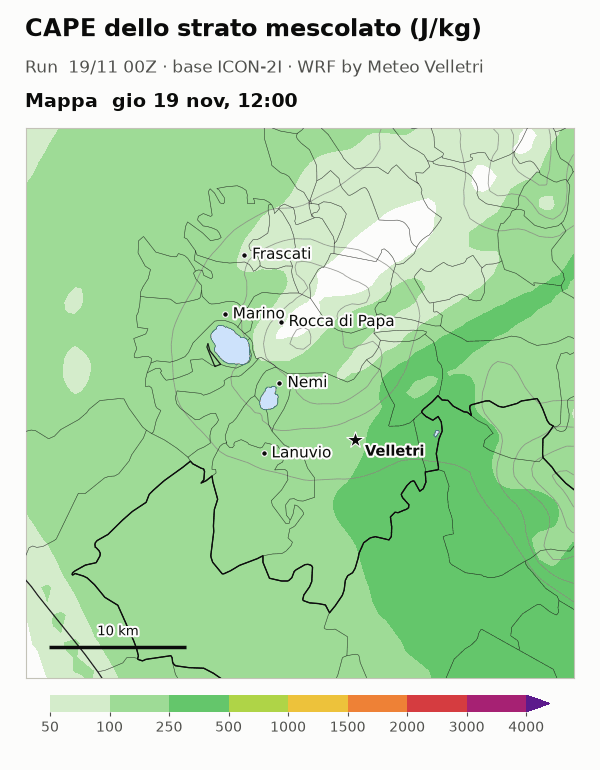 CAPE dello strato mescolato (J/kg)
Run  19/11 00Z · base ICON-2I · WRF by Meteo Velletri
Mappa  gio 19 nov, 12:00
Frascati
Marino
Rocca di Papa
Nemi
Velletri
Lanuvio
10 km
50 100 250 500 1000 1500 2000 3000 4000